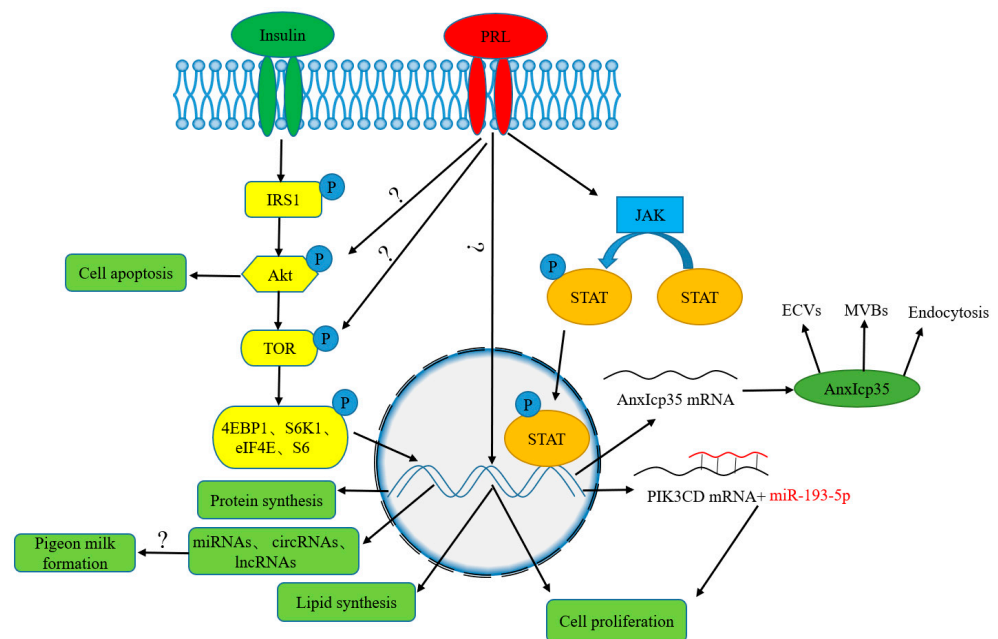 Insulin
PRL
P
IRS1
?
JAK
P
Akt
?
¿
P
Cell apoptosis
STAT
STAT
P
TOR
ECVs
MVBs
Endocytosis
P
P
AnxIcp35
AnxIcp35 mRNA
4EBP1、S6K1、
eIF4E、S6
STAT
Protein synthesis
PIK3CD mRNA+ miR-193-5p
Pigeon milk
formation
?
miRNAs、circRNAs、
lncRNAs
Lipid synthesis
Cell proliferation